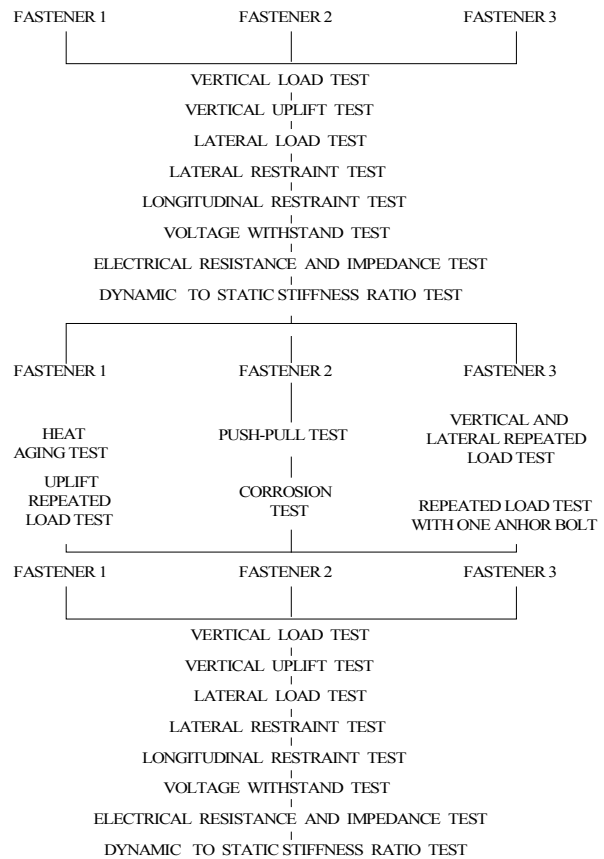 FASTENER 1 FASTENER 2 FASTENER 3
VERTICAL LOAD TEST
VERTICAL UPLIFT TEST
LATERAL LOAD TEST
LATERAL RESTRAINT TEST
LONGITUDINAL RESTRAINT TEST
VOLTAGE WITHSTAND TEST
ELECTRICAL RESISTANCE AND IMPEDANCE TEST
DYNAMIC TO STATIC STIFFNESS RATIO TEST
FASTENER 1 FASTENER 2 FASTENER 3
HEAT
AGING TEST
UPLIFT
REPEATED
LOAD TEST
PUSH-PULL TEST
CORROSION
TEST
VERTICAL AND
LATERAL REPEATED
LOAD TEST
REPEATED LOAD TEST
WITH ONE ANHOR BOLT
FASTENER 1 FASTENER 2 FASTENER 3
VERTICAL LOAD TEST
VERTICAL UPLIFT TEST
LATERAL LOAD TEST
LATERAL RESTRAINT TEST
LONGITUDINAL RESTRAINT TEST
VOLTAGE WITHSTAND TEST
ELECTRICAL RESISTANCE AND IMPEDANCE TEST
DYNAMIC TO STATIC STIFFNESS RATIO TEST